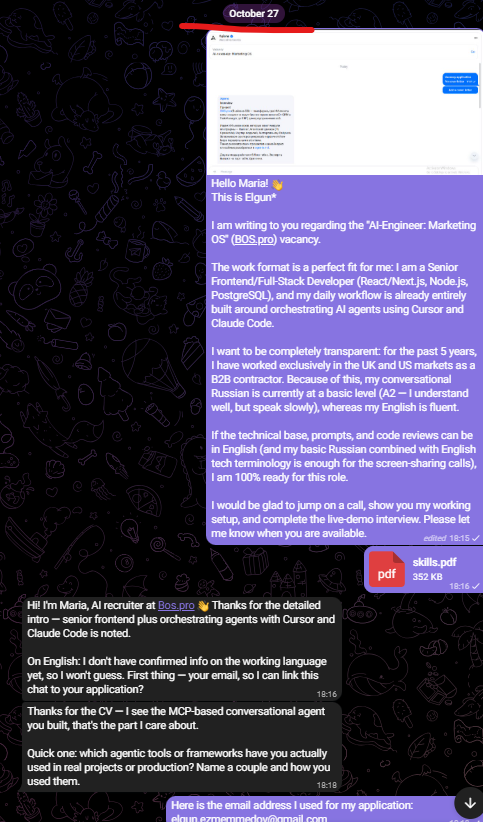 October 27
Hello Maria! 👋
This is Elgun*
I am writing to you regarding the "AI-Engineer: Marketing
OS" (BOS.pro) vacancy.
The work format is a perfect fit for me: I am a Senior
Frontend/Full-Stack Developer (React/Next.js, Node.js,
PostgreSQL), and my daily workflow is already entirely
built around orchestrating AI agents using Cursor and
Claude Code.
I want to be completely transparent: for the past 5 years,
I have worked exclusively in the UK and US markets as a
B2B contractor. Because of this, my conversational
Russian is currently at a basic level (A2 — I understand
well, but speak slowly), whereas my English is fluent.
If the technical base, prompts, and code reviews can be
in English (and my basic Russian combined with English
tech terminology is enough for the screen-sharing calls),
I am 100% ready for this role.
I would be glad to jump on a call, show you my working
setup, and complete the live-demo interview. Please let
me know when you are available.
edited 18:15
pdf
skills.pdf
352 KB
18:16
Hi! I'm Maria, AI recruiter at Bos.pro 👋 Thanks for the detailed
intro — senior frontend plus orchestrating agents with Cursor and
Claude Code is noted.
On English: I don't have confirmed info on the working language
yet, so I won't guess. First thing — your email, so I can link this
chat to your application?
18:16
Thanks for the CV — I see the MCP-based conversational agent
you built, that's the part I care about.
Quick one: which agentic tools or frameworks have you actually
used in real projects or production? Name a couple and how you
used them.
18:18
Here is the email address I used for my application:
elgun.ezmemmedov@gmail.com